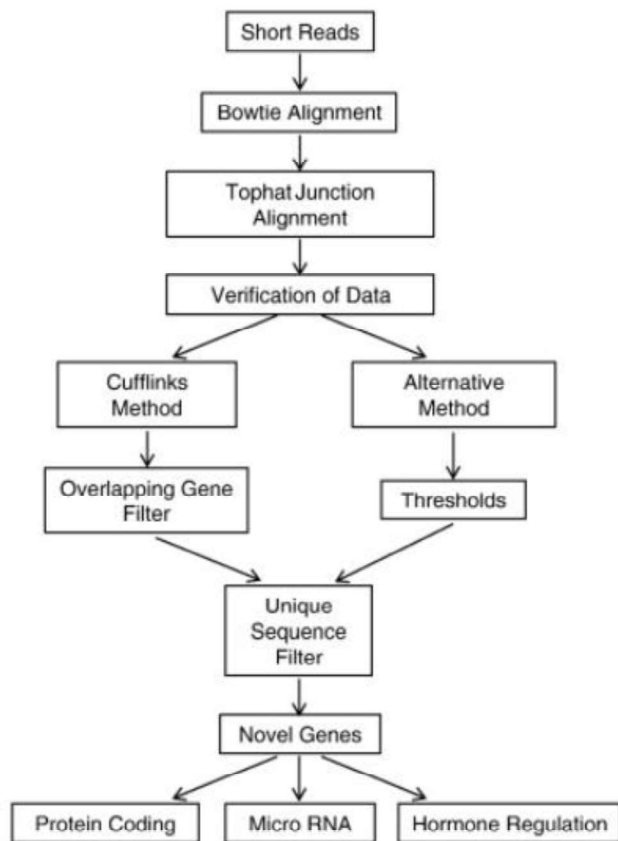 Short Reads
Bowtie Alignment
Tophat Junction
Alignment
Verification of Data
Cufflinks
Method
Alternative
Method
Overlapping Gene
Filter
Thresholds
Unique
Sequence
Filter
Novel Genes
Protein Coding
Micro RNA
Hormone Regulation